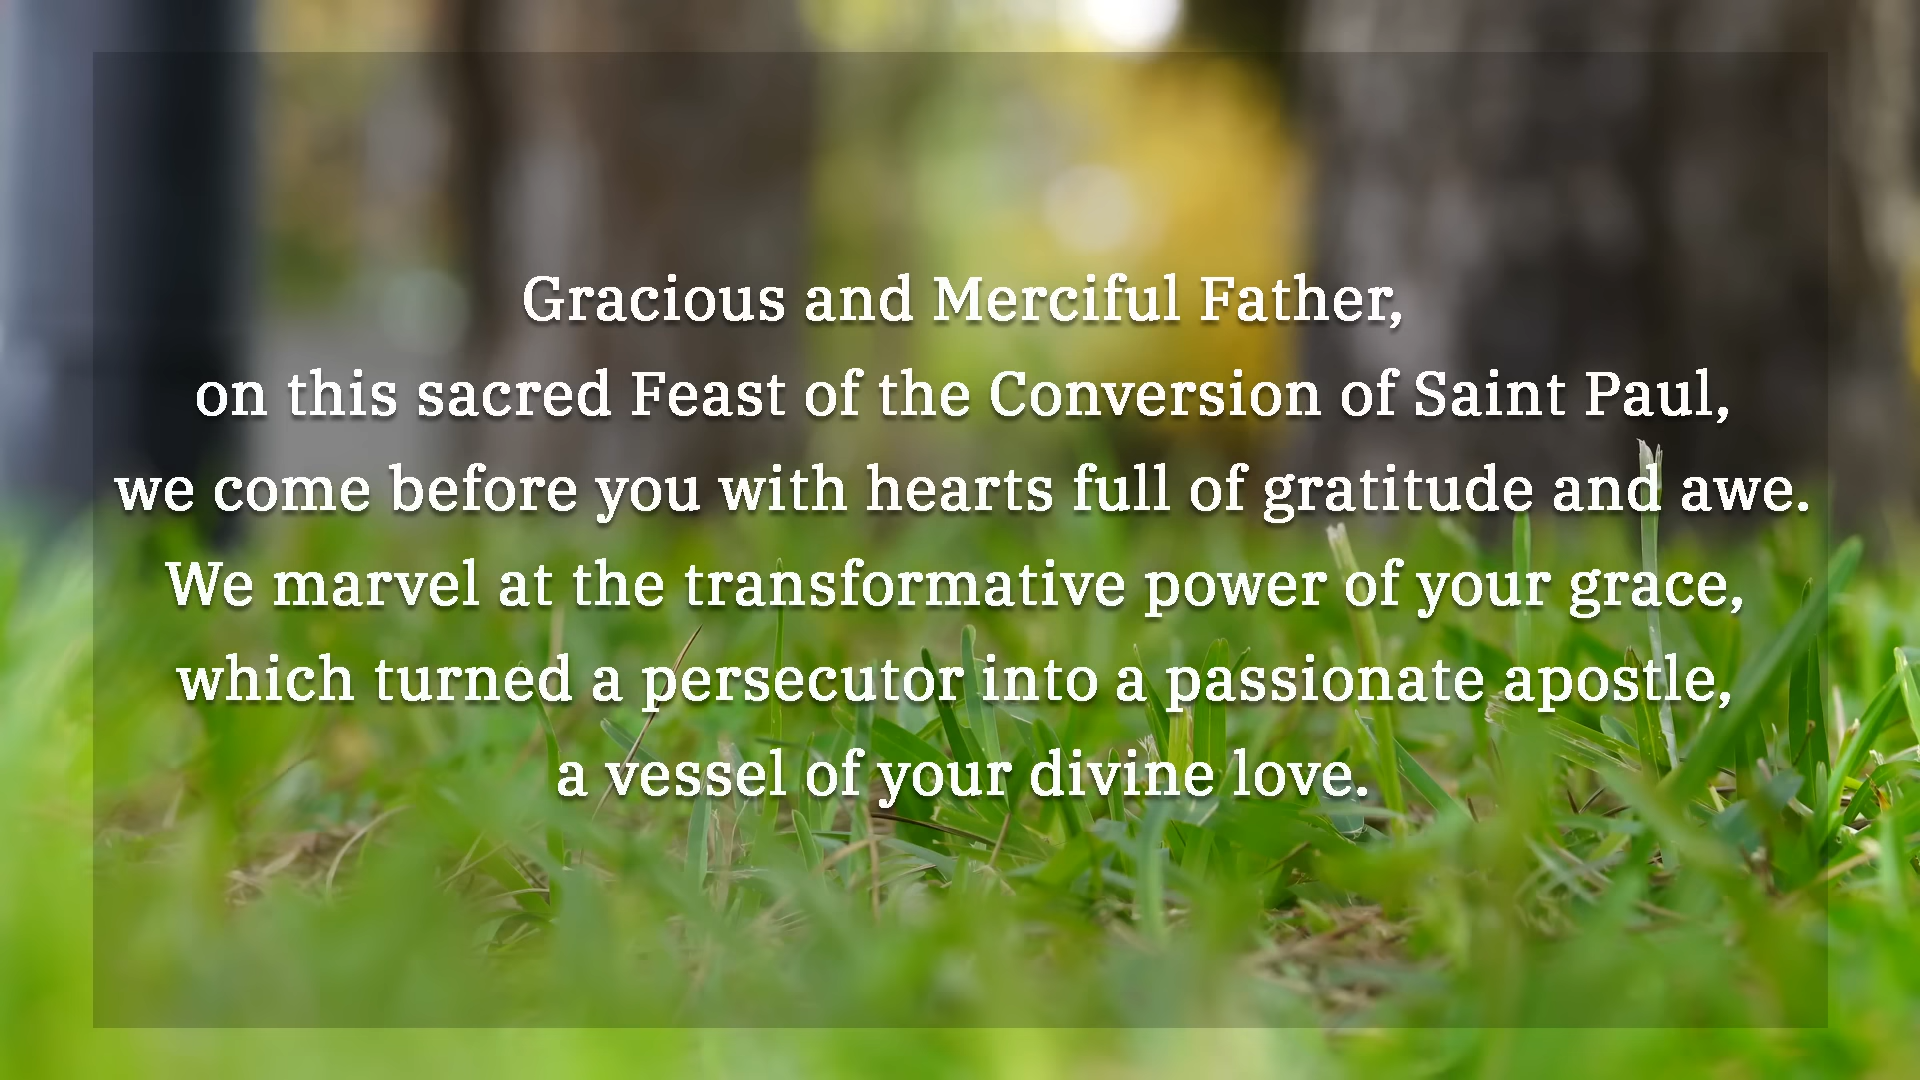 Gracious and Merciful Father,
on this sacred Feast of the Conversion of Saint Paul,
we come before you with hearts full of gratitude and awe.
We marvel at the transformative power of your grace,
which turned a persecutor into a passionate apostle,
a vessel of your divine love.